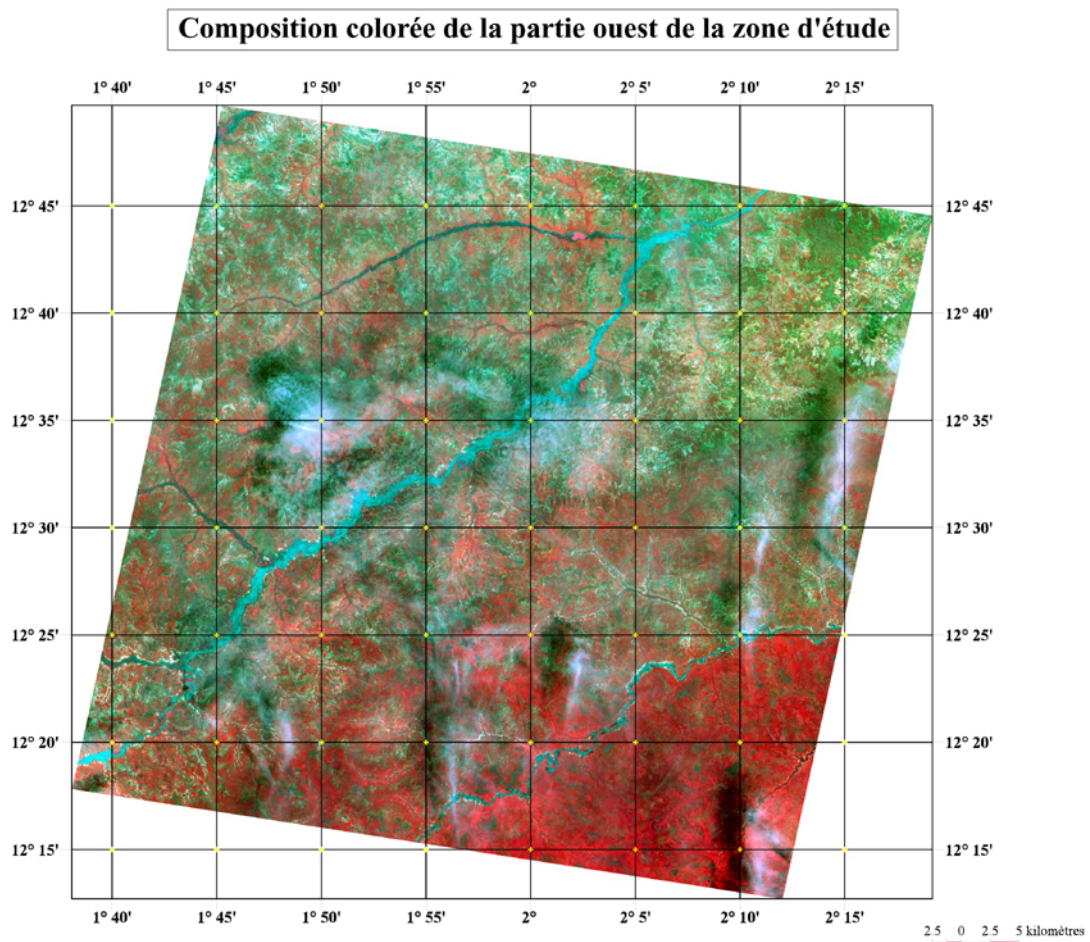 Composition colorée de la partie ouest de la zone d'étude
1° 40' 1° 45' 1° 50' 1° 55' 2° 2° 5' 2° 10' 2° 15'
12° 45' 12° 45'
12° 40' 12° 40'
12° 35' 12° 35'
12° 30' 12° 30'
12° 25' 12° 25'
12° 20' 12° 20'
12° 15' 12° 15'
1° 40' 1° 45' 1° 50' 1° 55' 2° 2° 5' 2° 10' 2° 15'
2.5 0 2.5 5 kilomètres